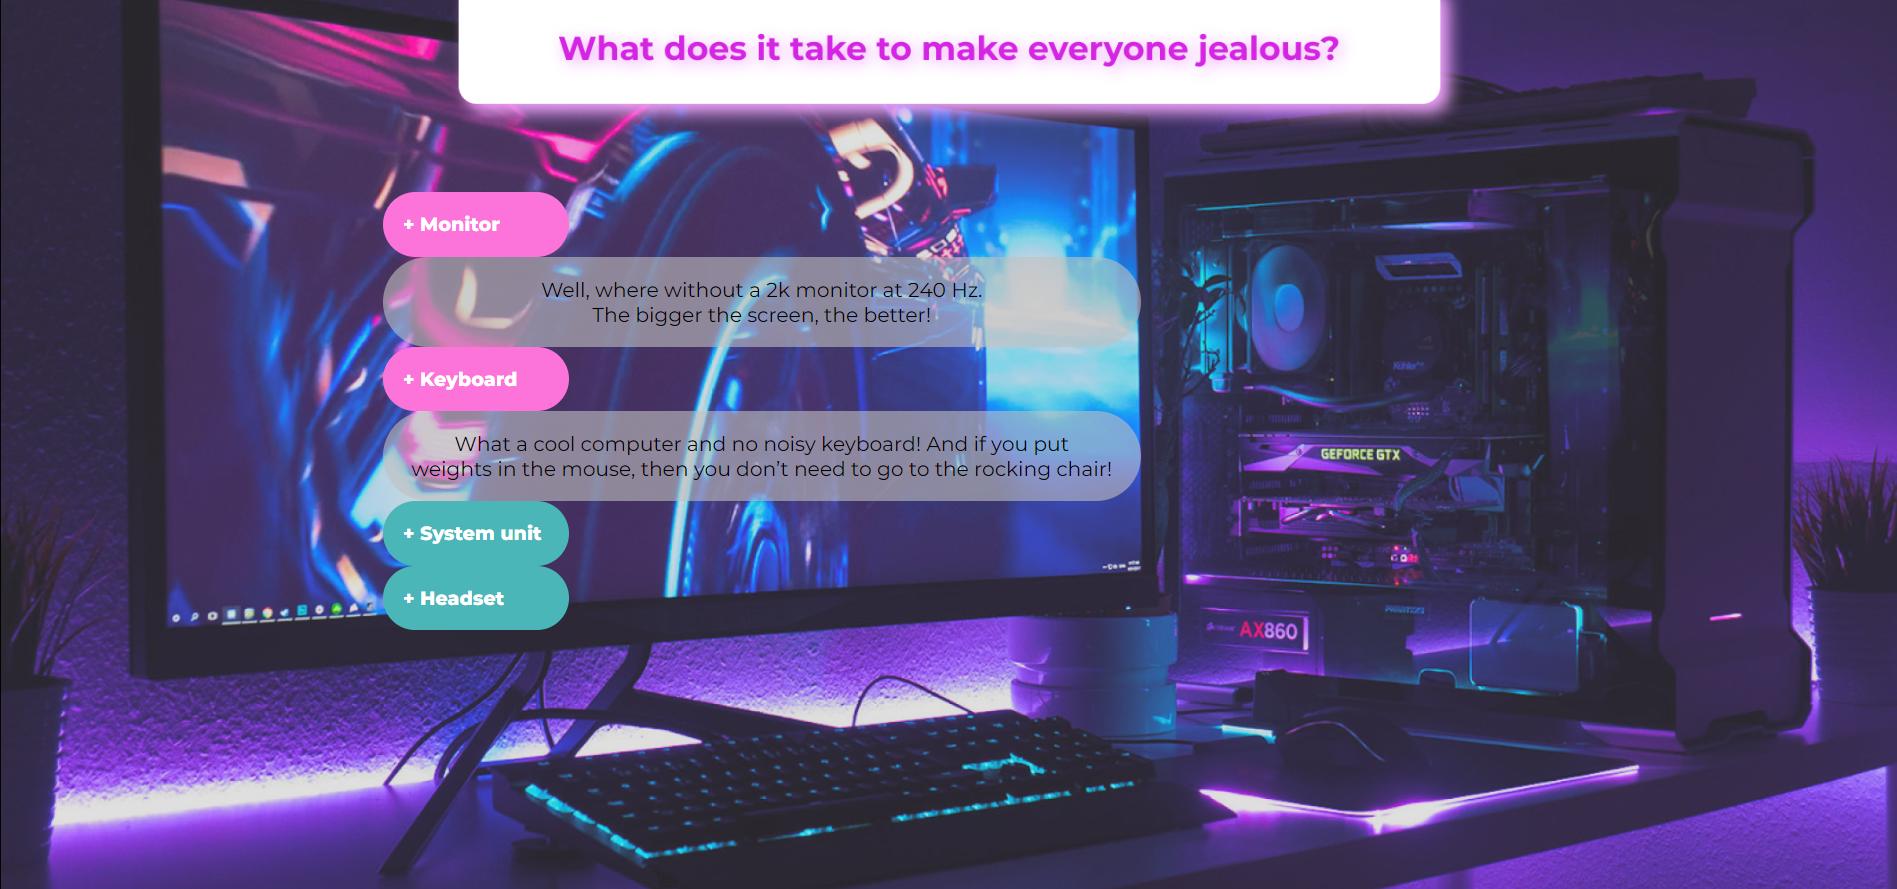 What does it take to make everyone jealous?
+ Monitor
Well, where without a 2k monitor at 240 Hz.
The bigger the screen, the better!
+ Keyboard
What a cool computer and no noisy keyboard! And if you put
weights in the mouse, then you don’t need to go to the rocking chair!
+ System unit
+ Headset
GEFORCE GTX
AX860